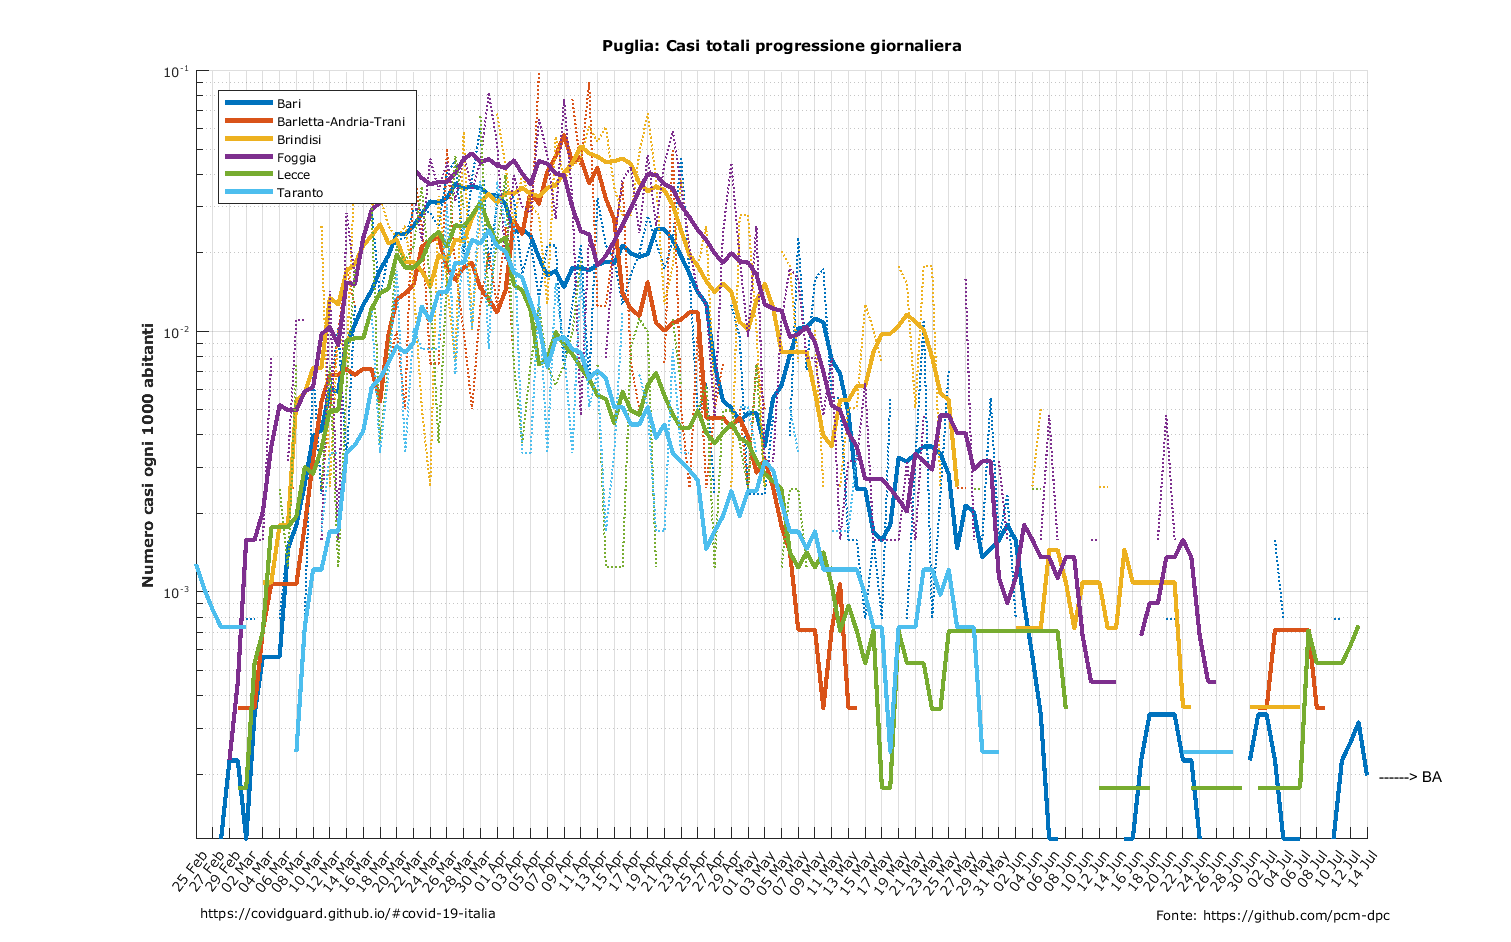 Puglia: Casi totali progressione giornaliera
10⁻¹
10⁻²
10⁻³
Numero casi ogni 1000 abitanti
Bari
Barletta-Andria-Trani
Brindisi
Foggia
Lecce
Taranto
------> BA
25 Feb
27 Feb
29 Feb
02 Mar
04 Mar
06 Mar
08 Mar
10 Mar
12 Mar
14 Mar
16 Mar
18 Mar
20 Mar
22 Mar
24 Mar
26 Mar
28 Mar
30 Mar
01 Apr
03 Apr
05 Apr
07 Apr
09 Apr
11 Apr
13 Apr
15 Apr
17 Apr
19 Apr
21 Apr
23 Apr
25 Apr
27 Apr
29 Apr
01 May
03 May
05 May
07 May
09 May
11 May
13 May
15 May
17 May
19 May
21 May
23 May
25 May
27 May
29 May
31 May
02 Jun
04 Jun
06 Jun
08 Jun
10 Jun
12 Jun
14 Jun
16 Jun
18 Jun
20 Jun
22 Jun
24 Jun
26 Jun
28 Jun
30 Jun
02 Jul
04 Jul
06 Jul
08 Jul
10 Jul
12 Jul
14 Jul
https://covidguard.github.io/#covid-19-italia
Fonte: https://github.com/pcm-dpc